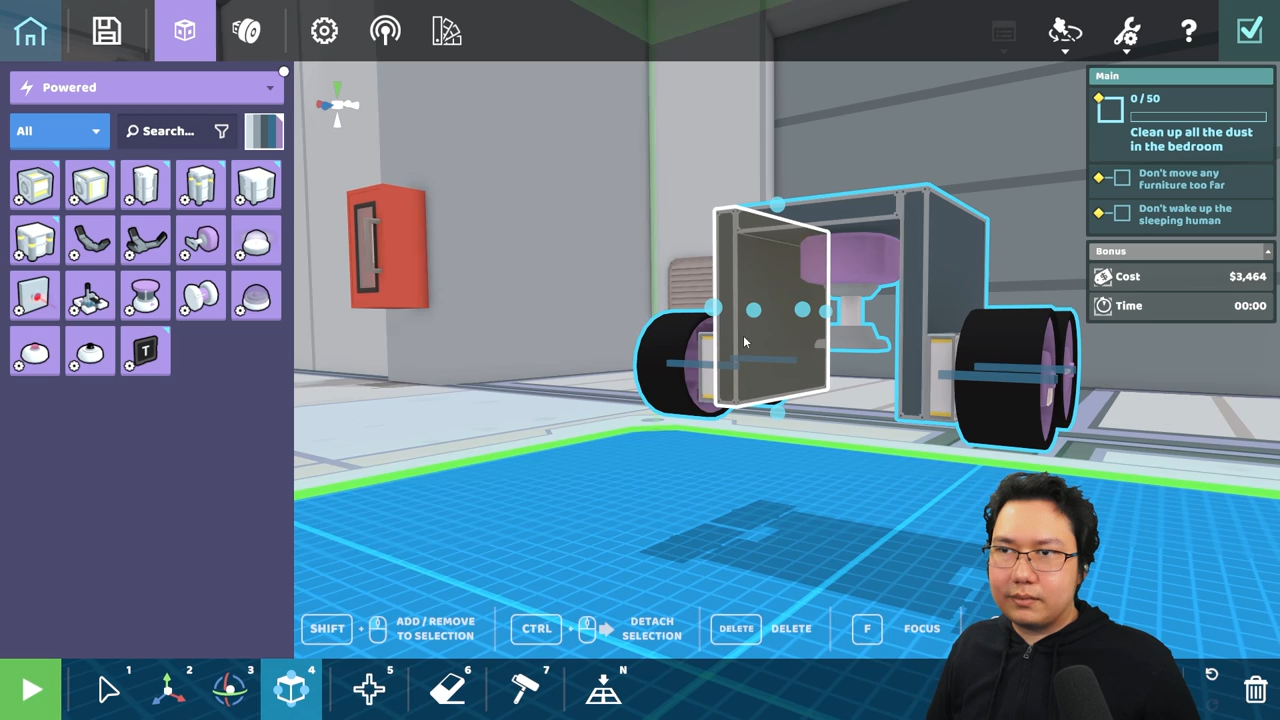 Powered
All
Search...
T
Main
0 / 50
Clean up all the dust
in the bedroom
Don't move any
furniture too far
Don't wake up the
sleeping human
Bonus
Cost
$3,464
Time
00:00
SHIFT
+
ADD / REMOVE
TO SELECTION
CTRL
+
DETACH
SELECTION
DELETE
DELETE
F
FOCUS
1
2
3
4
5
6
7
N